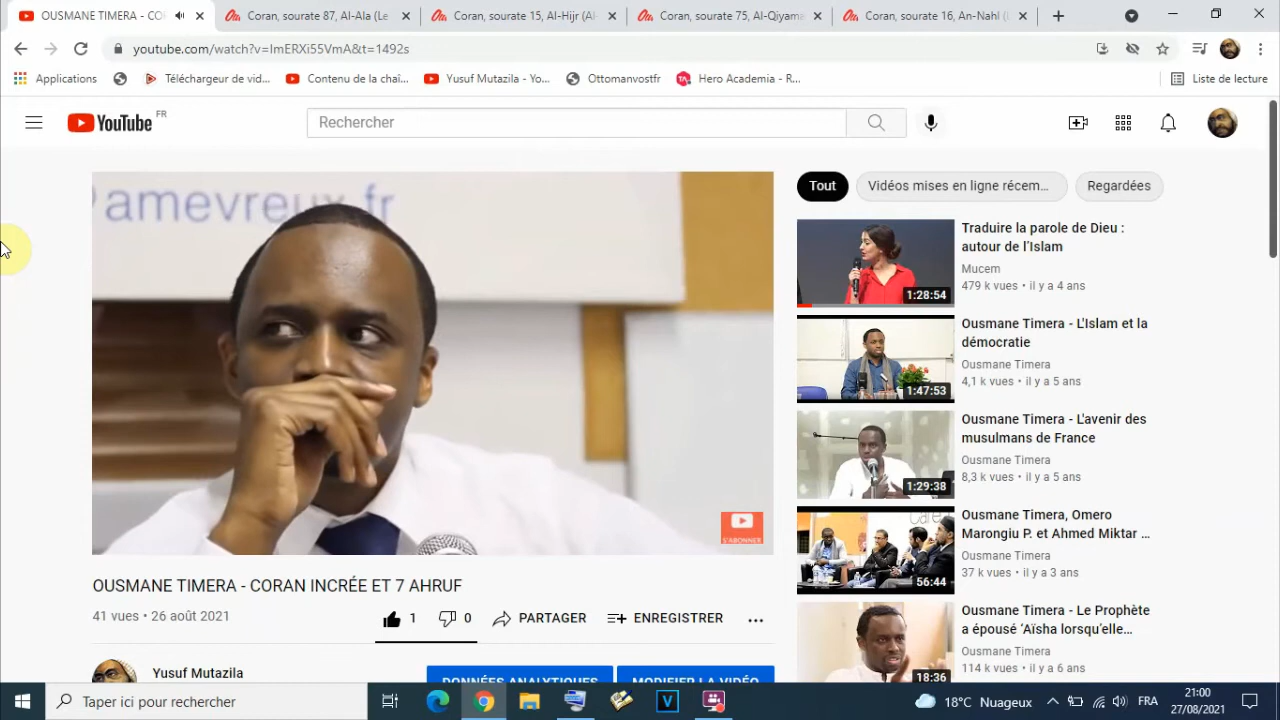 OUSMANE TIMERA - CO
Coran, sourate 87, Al-Ala (Le
Coran, sourate 15, Al-Hijr (Al-
Coran, sourate 75, Al-Qiyama
Coran, sourate 16, An-Nahl (L
youtube.com/watch?v=ImERXi55VmA&t=1492s
Applications
Téléchargeur de vid...
Contenu de la chaî...
Yusuf Mutazila - Yo...
Ottomanvostfr
Hero Academia - R...
Liste de lecture
YouTube FR
Rechercher
@amevreux.fr
S'ABONNER
OUSMANE TIMERA - CORAN INCRÉE ET 7 AHRUF
41 vues • 26 août 2021
1
0
PARTAGER
ENREGISTRER
Yusuf Mutazila
DONNÉES ANALYTIQUES
MODIFIER LA VIDÉO
Tout
Vidéos mises en ligne récem...
Regardées
1:28:54
Traduire la parole de Dieu :
autour de l'Islam
Mucem
479 k vues • il y a 4 ans
1:47:53
Ousmane Timera - L'Islam et la
démocratie
Ousmane Timera
4,1 k vues • il y a 5 ans
1:29:38
Ousmane Timera - L'avenir des
musulmans de France
Ousmane Timera
8,3 k vues • il y a 5 ans
56:44
Ousmane Timera, Omero
Marongiu P. et Ahmed Miktar ...
Ousmane Timera
37 k vues • il y a 3 ans
18:36
Ousmane Timera - Le Prophète
a épousé 'Aïsha lorsqu'elle...
Ousmane Timera
114 k vues • il y a 6 ans
Taper ici pour rechercher
18°C Nuageux
FRA
21:00
27/08/2021